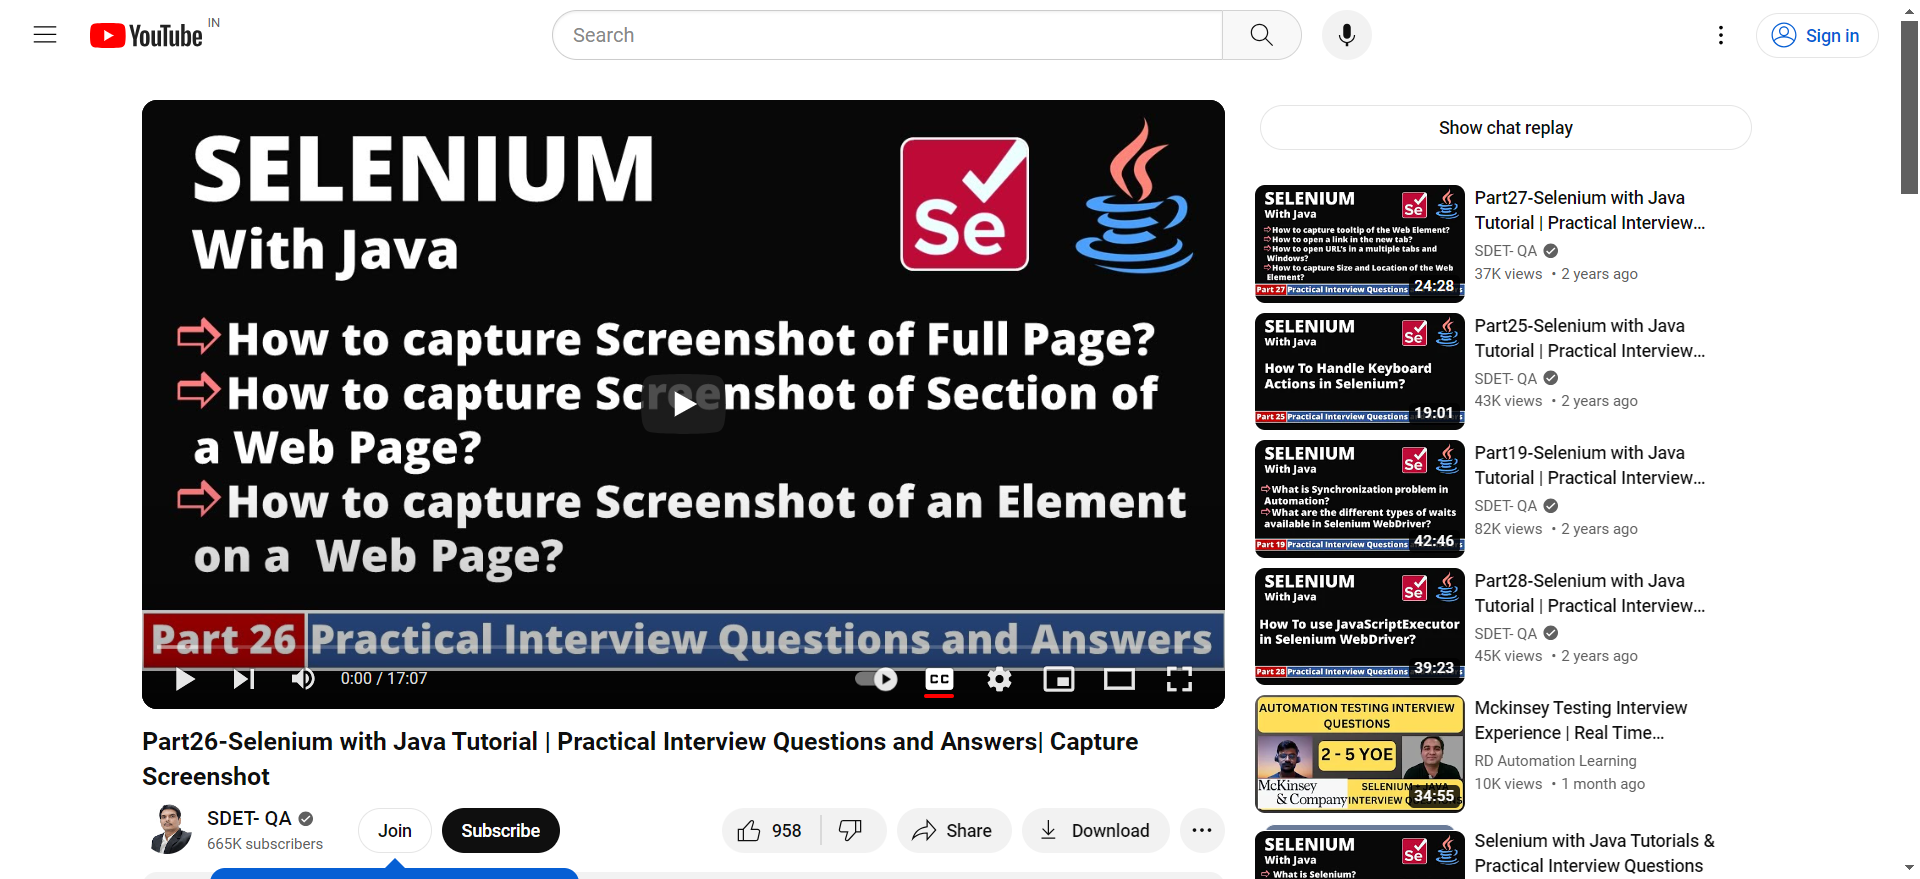 YouTube IN
Search
Sign in
SELENIUM
With Java
Se
How to capture Screenshot of Full Page?
How to capture Screenshot of Section of
a Web Page?
How to capture Screenshot of an Element
on a Web Page?
Part 26 Practical Interview Questions and Answers
0:00 / 17:07
CC
Part26-Selenium with Java Tutorial | Practical Interview Questions and Answers| Capture
Screenshot
SDET- QA
665K subscribers
Join
Subscribe
958
Share
Download
Show chat replay
SELENIUM
With Java
Se
How to capture tooltip of the Web Element?
How to open a link in the new tab?
How to open URL's in a multiple tabs and
Windows?
How to capture Size and Location of the Web
Element?
Part 27 Practical Interview Questions
24:28
Part27-Selenium with Java
Tutorial | Practical Interview...
SDET- QA
37K views • 2 years ago
SELENIUM
With Java
Se
How To Handle Keyboard
Actions in Selenium?
Part 25 Practical Interview Questions
19:01
Part25-Selenium with Java
Tutorial | Practical Interview...
SDET- QA
43K views • 2 years ago
SELENIUM
With Java
Se
What is Synchronization problem in
Automation?
What are the different types of waits
available in Selenium WebDriver?
Part 19 Practical Interview Questions
42:46
Part19-Selenium with Java
Tutorial | Practical Interview...
SDET- QA
82K views • 2 years ago
SELENIUM
With Java
Se
How To use JavaScriptExecutor
in Selenium WebDriver?
Part 28 Practical Interview Questions
39:23
Part28-Selenium with Java
Tutorial | Practical Interview...
SDET- QA
45K views • 2 years ago
AUTOMATION TESTING INTERVIEW
QUESTIONS
2 - 5 YOE
McKinsey
& Company
SELENIUM + JAVA
INTERVIEW
34:55
Mckinsey Testing Interview
Experience | Real Time...
RD Automation Learning
10K views • 1 month ago
SELENIUM
With Java
Se
What is Selenium?
Selenium with Java Tutorials &
Practical Interview Questions